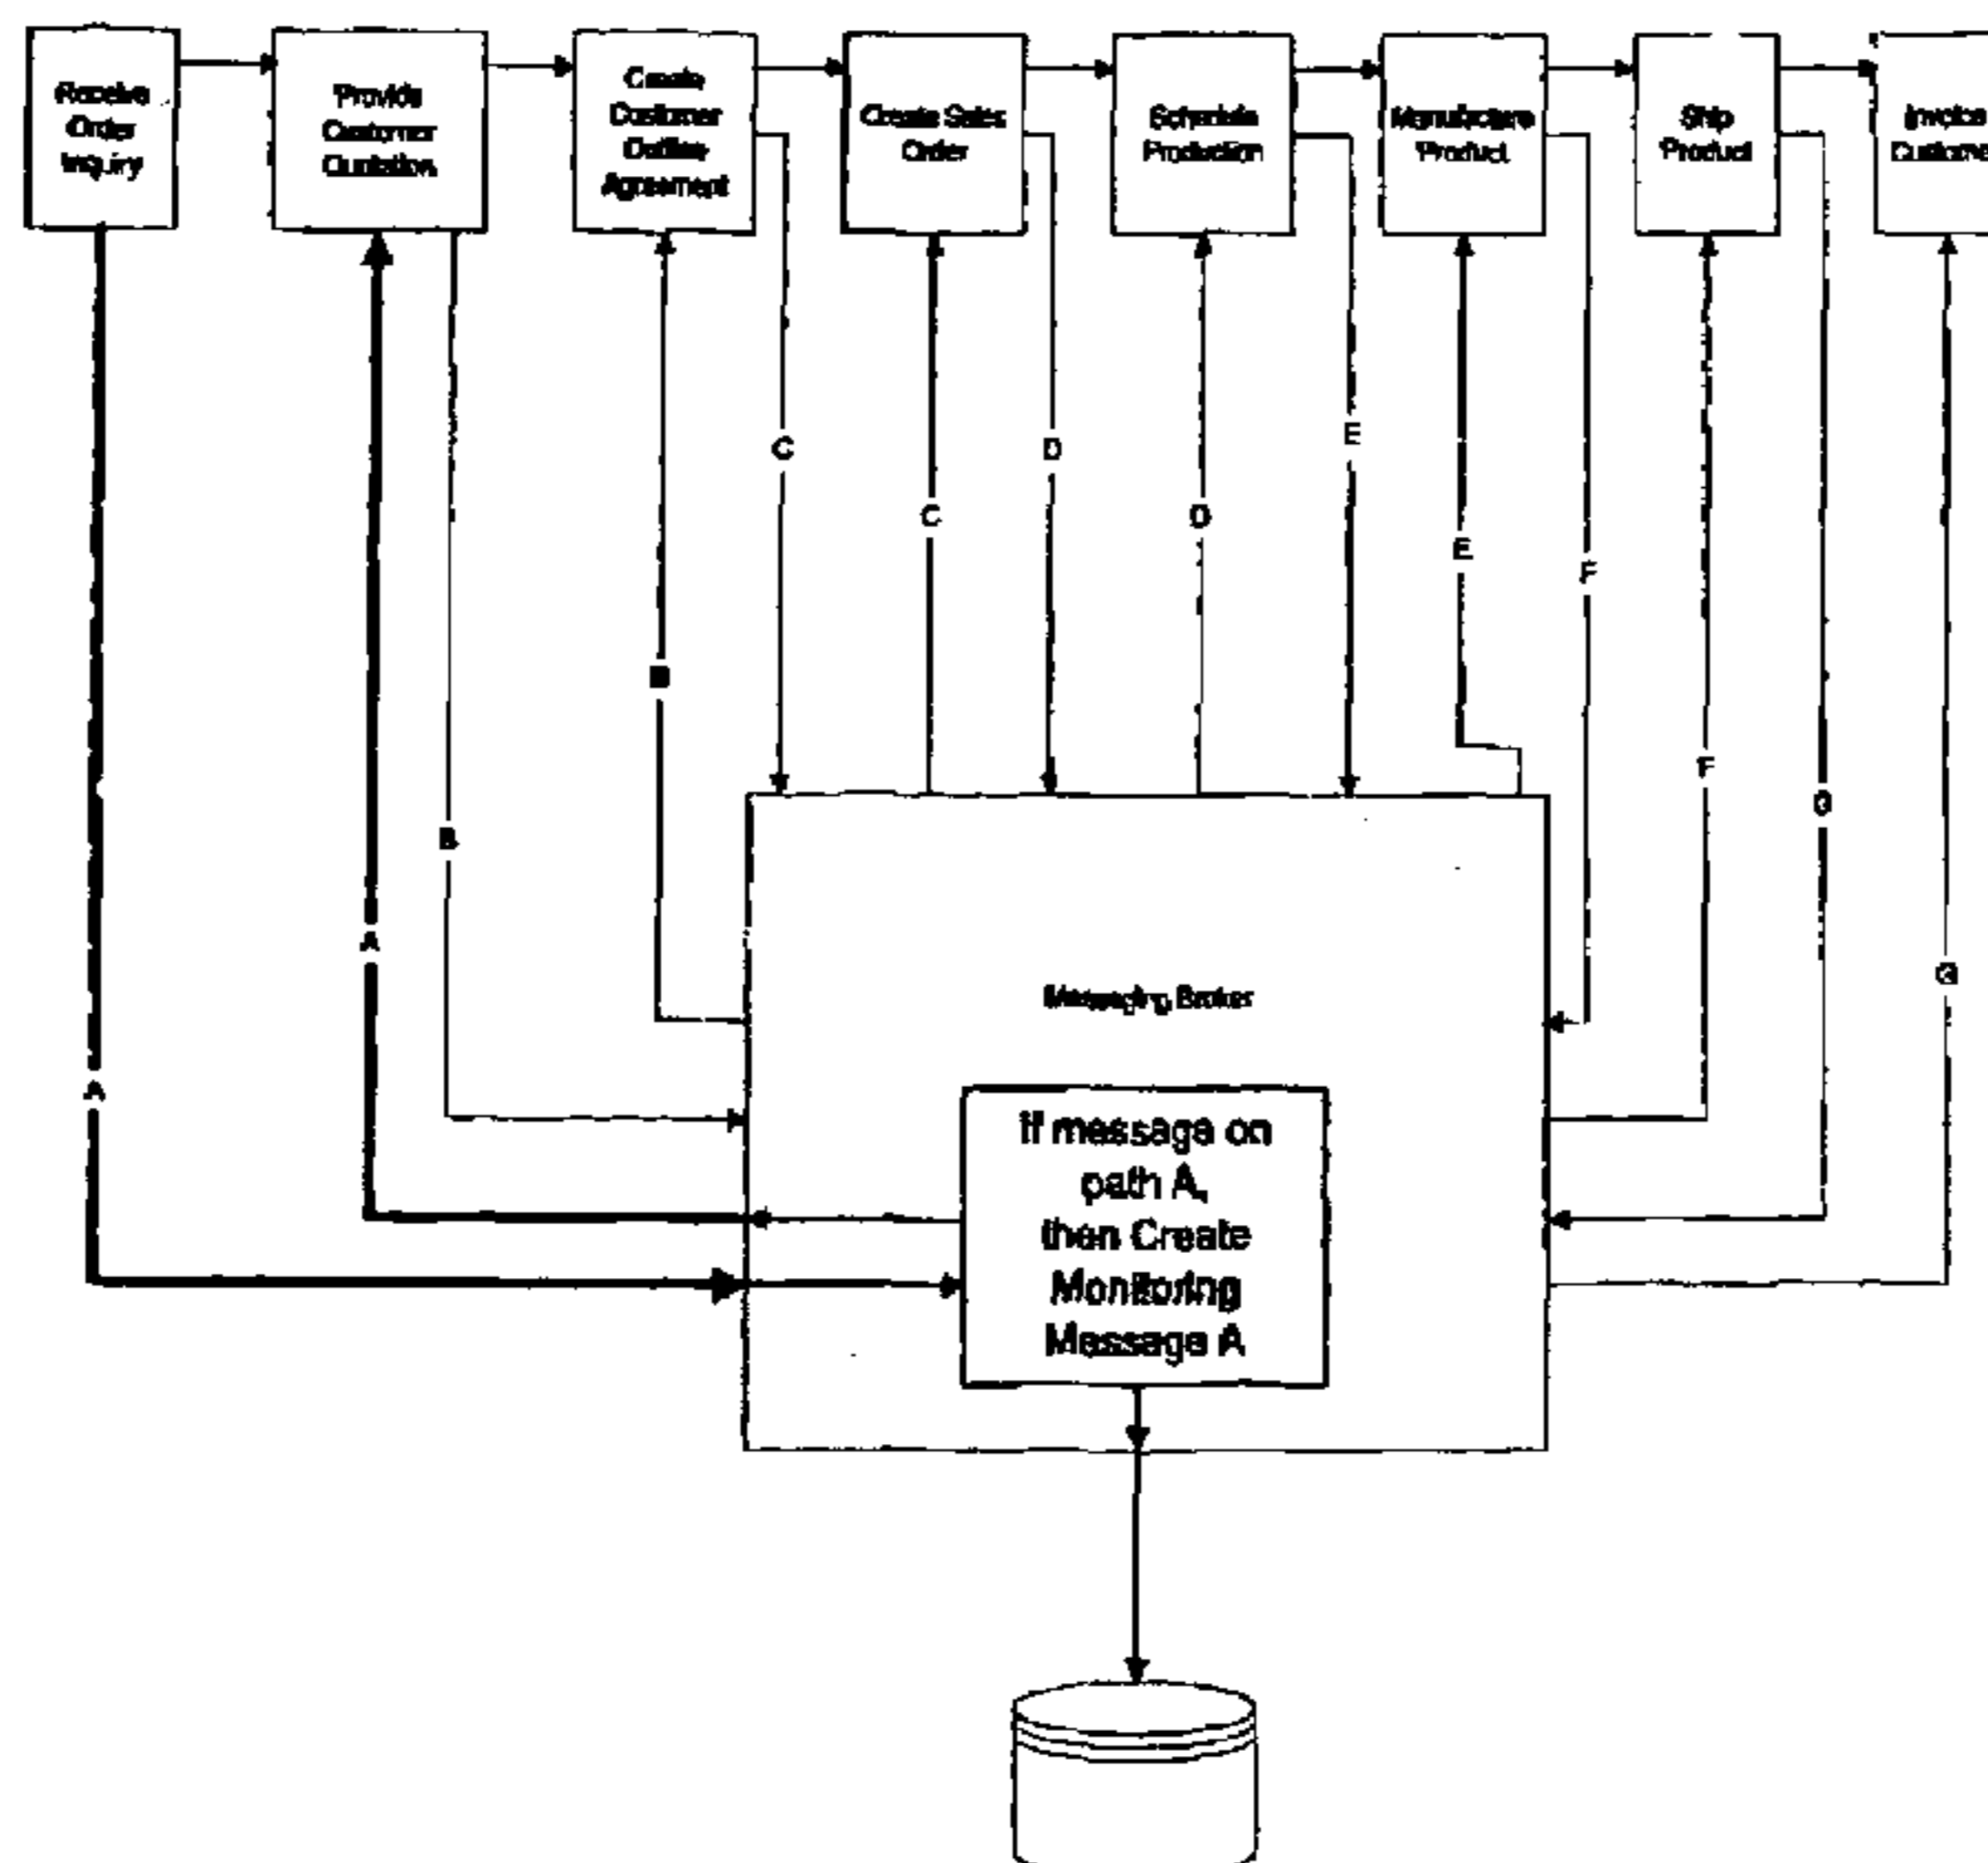 Receive
Order
Inquiry
Provide
Customer
Quotation
Create
Customer
Outline
Agreement
Create Sales
Order
Schedule
Production
Manufacture
Product
Ship
Product
Invoice
C
D
E
C
D
E
F
B
F
G
B
A
G
A
Messaging Broker
if message on
path A,
then Create
Monitoring
Message A